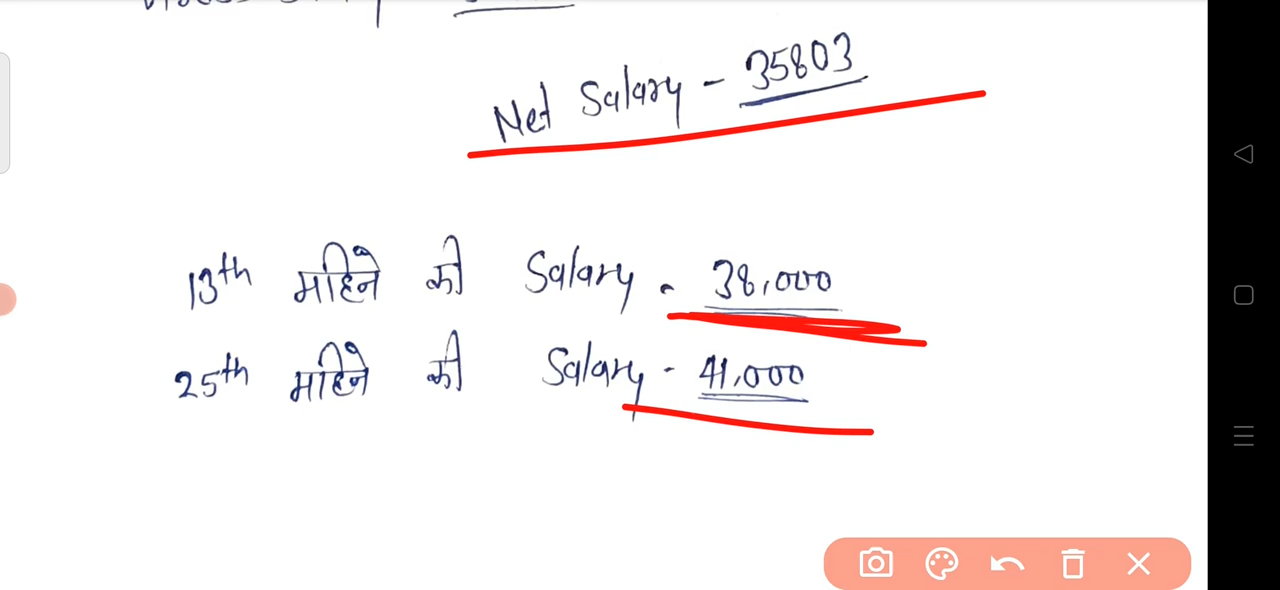 Net Salary - 35803
13th महिने की Salary - 38,000
25th महिने की Salary - 41,000